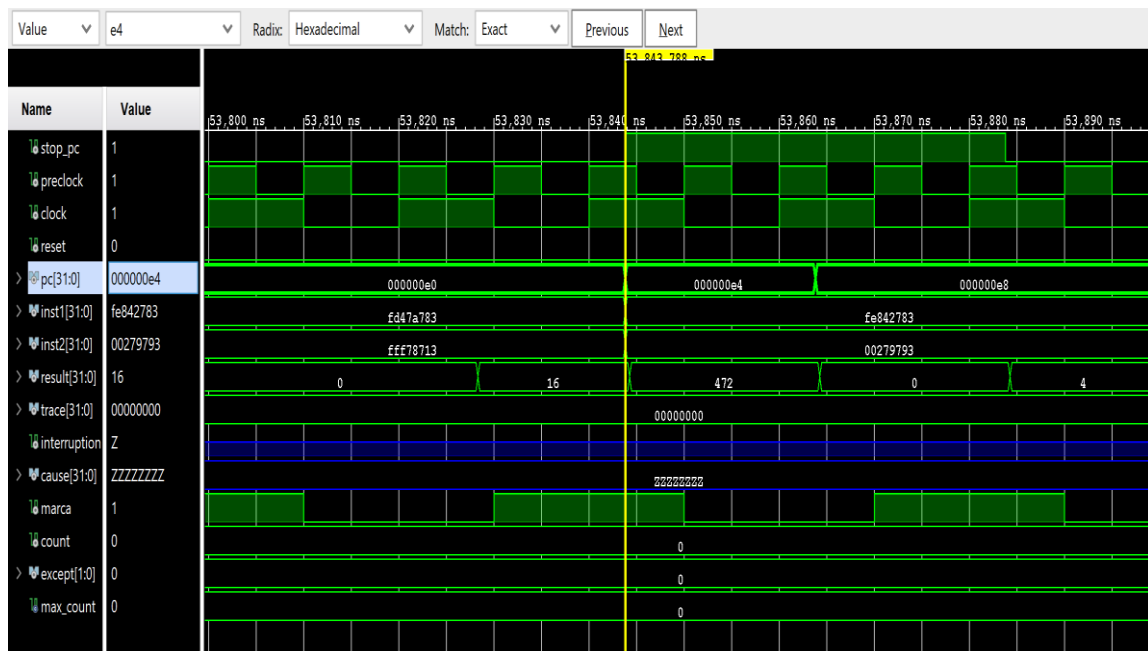 Value e4 Radix: Hexadecimal Match: Exact Previous Next
53,843.788 ns
Name Value
53,800 ns 53,810 ns 53,820 ns 53,830 ns 53,840 ns 53,850 ns 53,860 ns 53,870 ns 53,880 ns 53,890 ns
stop_pc 1
preclock 1
clock 1
reset 0
pc[31:0] 000000e4 000000e0 000000e4 000000e8
inst1[31:0] fe842783 fd47a783 fe842783
inst2[31:0] 00279793 fff78713 00279793
result[31:0] 16 0 16 472 0 4
trace[31:0] 00000000 00000000
interruption Z
cause[31:0] ZZZZZZZZ ZZZZZZZZ
marca 1
count 0 0
except[1:0] 0 0
max_count 0 0